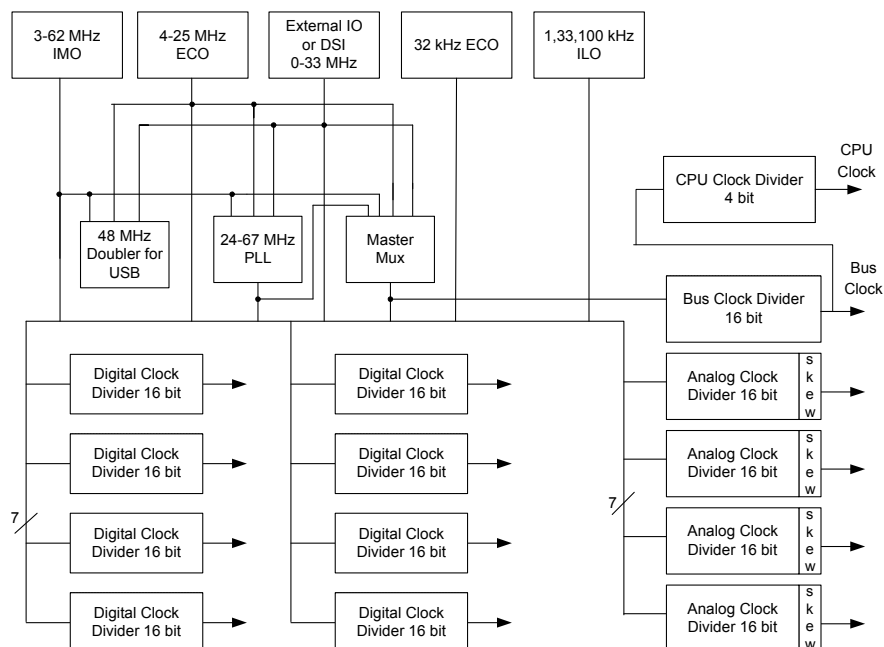 3-62 MHz
IMO
4-25 MHz
ECO
External IO
or DSI
0-33 MHz
32 kHz ECO
1,33,100 kHz
ILO
CPU
Clock
CPU Clock Divider
4 bit
48 MHz
Doubler for
USB
24-67 MHz
PLL
Master
Mux
Bus
Clock
Bus Clock Divider
16 bit
Digital Clock
Divider 16 bit
Digital Clock
Divider 16 bit
Analog Clock
Divider 16 bit
s
k
e
w
Digital Clock
Divider 16 bit
Digital Clock
Divider 16 bit
Analog Clock
Divider 16 bit
s
k
e
w
7
7
Digital Clock
Divider 16 bit
Digital Clock
Divider 16 bit
Analog Clock
Divider 16 bit
s
k
e
w
Digital Clock
Divider 16 bit
Digital Clock
Divider 16 bit
Analog Clock
Divider 16 bit
s
k
e
w